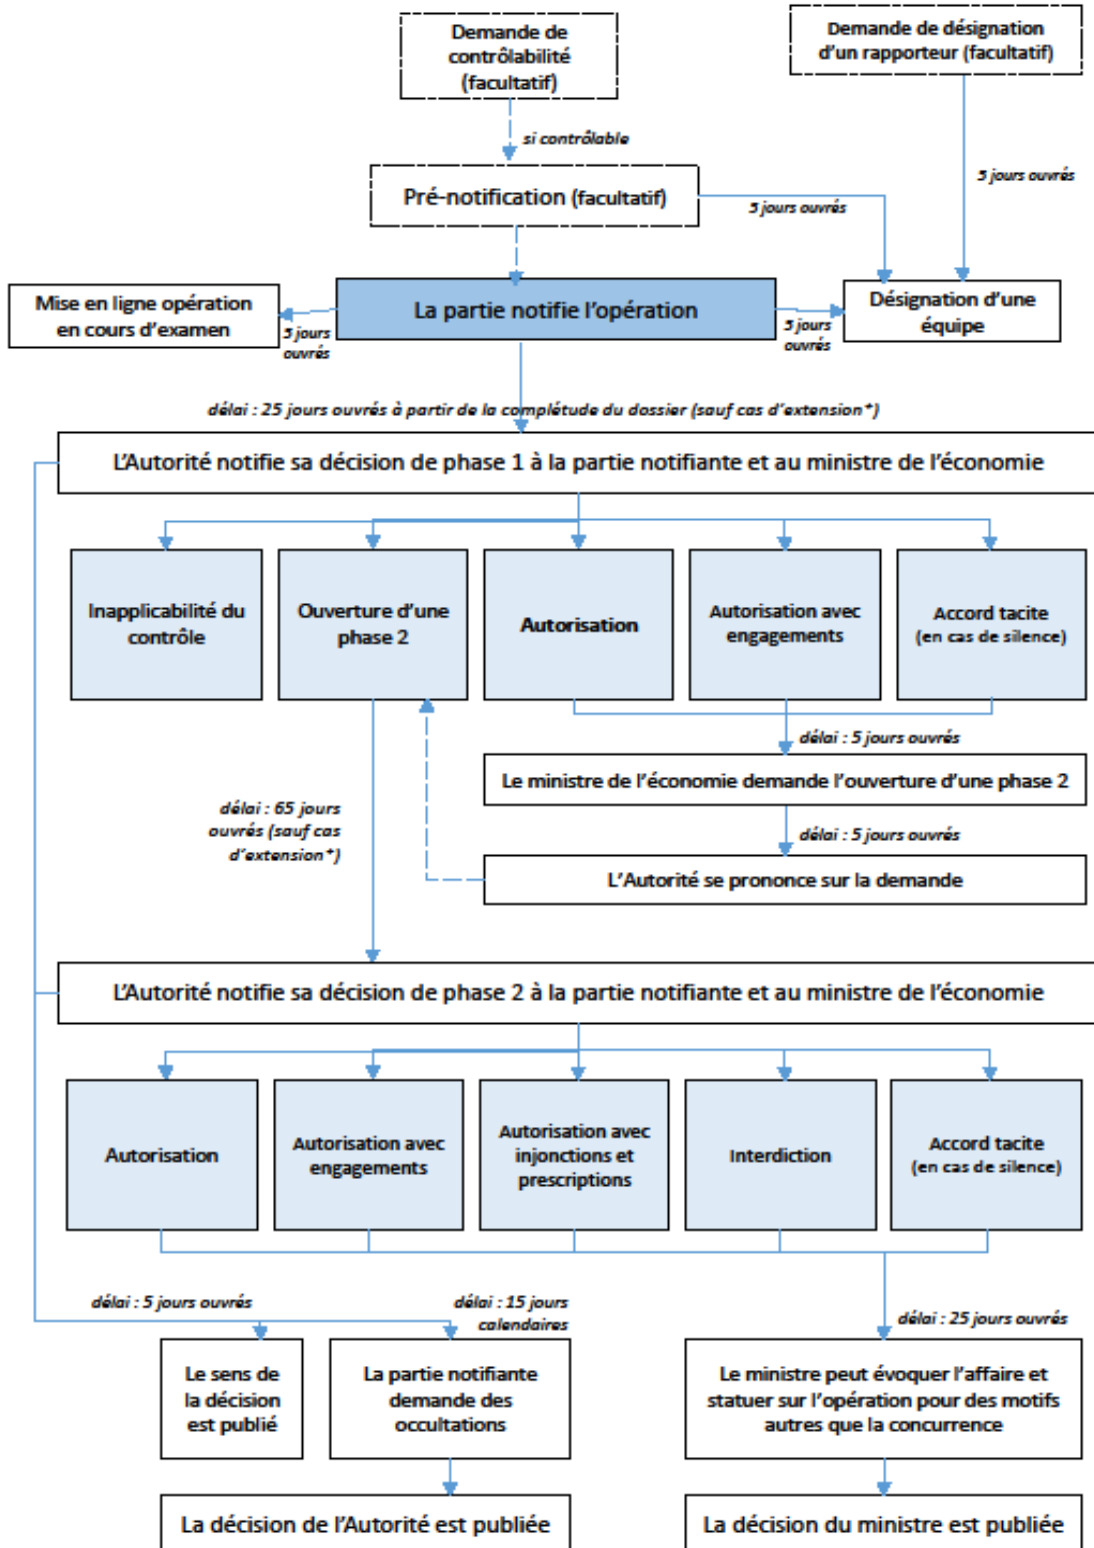 Demande de
contrôlabilité
(facultatif)
Demande de désignation
d'un rapporteur (facultatif)
si contrôlable
5 jours ouvrés
Pré-notification (facultatif)
5 jours ouvrés
Mise en ligne opération
en cours d'examen
5 jours
ouvrés
La partie notifie l'opération
5 jours
ouvrés
Désignation d'une
équipe
délai : 25 jours ouvrés à partir de la complétude du dossier (sauf cas d'extension*)
L'Autorité notifie sa décision de phase 1 à la partie notifiante et au ministre de l'économie
Inapplicabilité du
contrôle
Ouverture d'une
phase 2
Autorisation
Autorisation avec
engagements
Accord tacite
(en cas de silence)
délai : 5 jours ouvrés
Le ministre de l'économie demande l'ouverture d'une phase 2
délai : 65 jours
ouvrés (sauf cas
d'extension*)
délai : 5 jours ouvrés
L'Autorité se prononce sur la demande
L'Autorité notifie sa décision de phase 2 à la partie notifiante et au ministre de l'économie
Autorisation
Autorisation avec
engagements
Autorisation avec
injonctions et
prescriptions
Interdiction
Accord tacite
(en cas de silence)
délai : 5 jours ouvrés
délai : 15 jours
calendaires
délai : 25 jours ouvrés
Le sens de
la décision
est publié
La partie notifiante
demande des
occultations
Le ministre peut évoquer l'affaire et
statuer sur l'opération pour des motifs
autres que la concurrence
La décision de l'Autorité est publiée
La décision du ministre est publiée